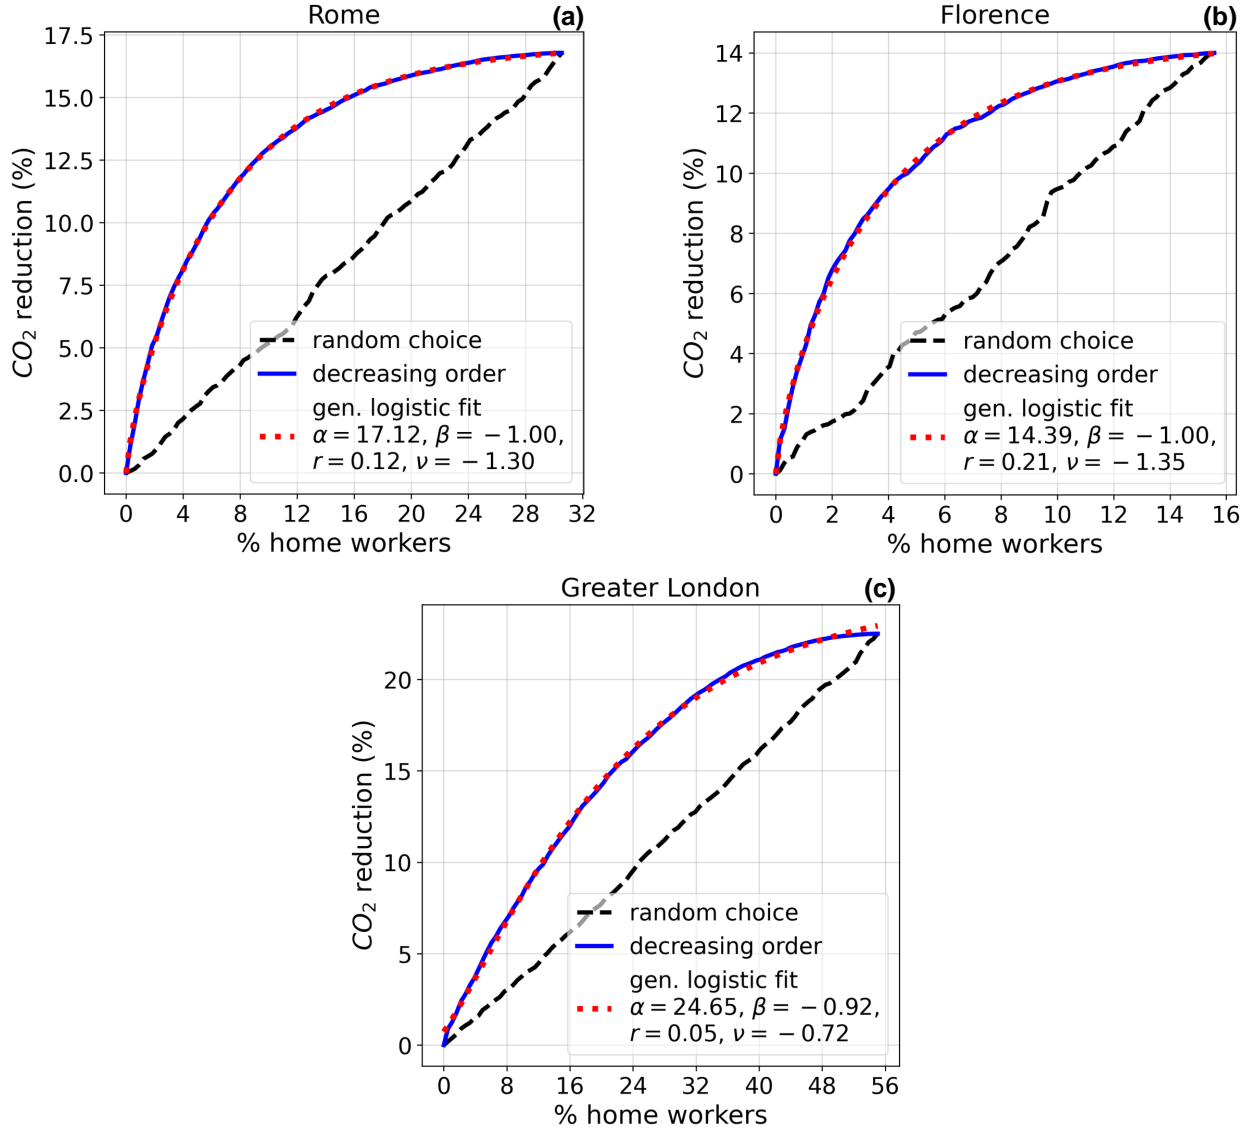 Rome
(a)
17.5
15.0
12.5
10.0
7.5
5.0
2.5
0.0
CO₂ reduction (%)
random choice
decreasing order
gen. logistic fit
α = 17.12, β = −1.00,
r = 0.12, ν = −1.30
0 4 8 12 16 20 24 28 32
% home workers
Florence
(b)
14
12
10
8
6
4
2
0
CO₂ reduction (%)
random choice
decreasing order
gen. logistic fit
α = 14.39, β = −1.00,
r = 0.21, ν = −1.35
0 2 4 6 8 10 12 14 16
% home workers
Greater London
(c)
20
15
10
5
0
CO₂ reduction (%)
random choice
decreasing order
gen. logistic fit
α = 24.65, β = −0.92,
r = 0.05, ν = −0.72
0 8 16 24 32 40 48 56
% home workers